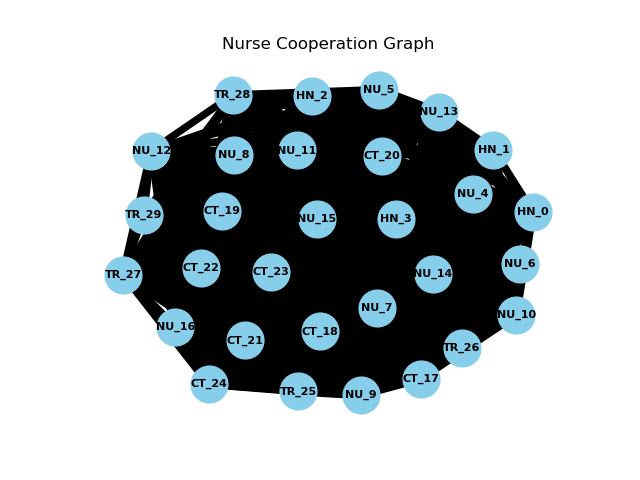 Nurse Cooperation Graph
TR_28
HN_2
NU_5
NU_13
NU_12
NU_8
NU_11
CT_20
HN_1
NU_4
TR_29
CT_19
NU_15
HN_3
HN_0
TR_27
CT_22
CT_23
NU_14
NU_6
NU_16
CT_21
CT_18
NU_7
NU_10
TR_26
CT_24
TR_25
NU_9
CT_17